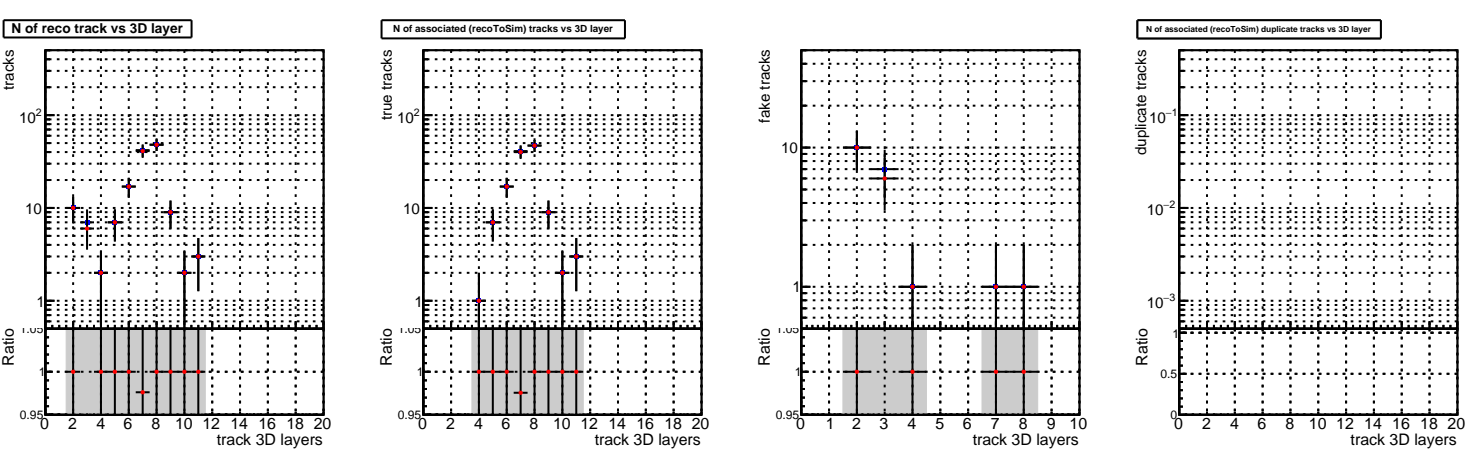 N of reco track vs 3D layer
tracks
10²
10
1
Ratio
1.05
1
0.95
0 2 4 6 8 10 12 14 16 18 20
track 3D layers
N of associated (recoToSim) tracks vs 3D layer
true tracks
10²
10
1
Ratio
1.05
1
0.95
0 2 4 6 8 10 12 14 16 18 20
track 3D layers
fake tracks
10
1
Ratio
1.05
1
0.95
0 1 2 3 4 5 6 7 8 9 10
track 3D layers
N of associated (recoToSim) duplicate tracks vs 3D layer
duplicate tracks
10⁻¹
10⁻²
10⁻³
Ratio
1
0.5
0
0 2 4 6 8 10 12 14 16 18 20
track 3D layers